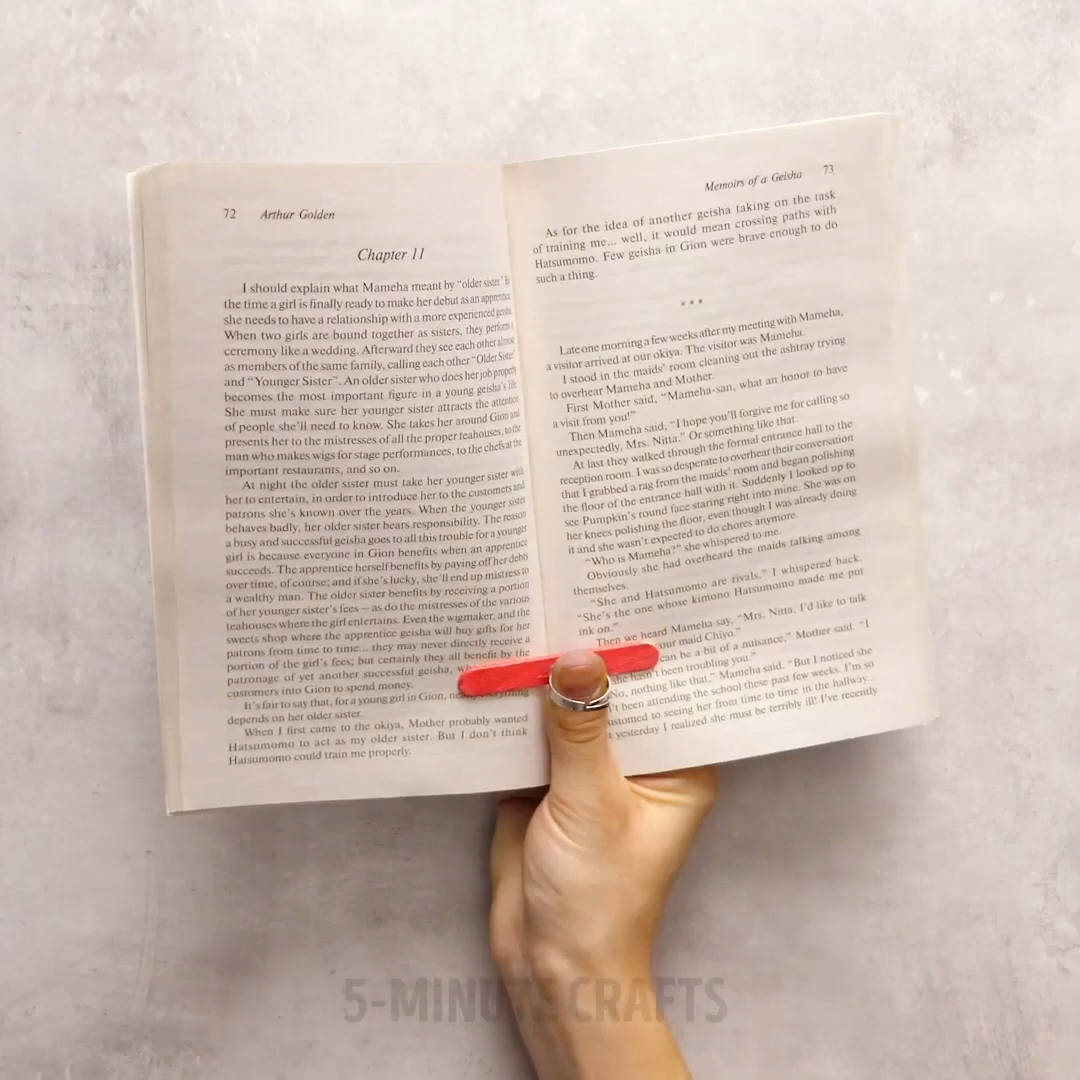 72 Arthur Golden
Chapter 11
I should explain what Mameha meant by “older sister.”
the time a girl is finally ready to make her debut as an apprentice,
she needs to have a relationship with a more experienced geisha.
When two girls are bound together as sisters, they perform a
ceremony like a wedding. Afterward they see each other almost
as members of the same family, calling each other “Older Sister”
and “Younger Sister”. An older sister who does her job properly
becomes the most important figure in a young geisha’s life.
She must make sure her younger sister attracts the attention
of people she’ll need to know. She takes her around Gion and
presents her to the mistresses of all the proper teahouses, to the
man who makes wigs for stage performances, to the chefs at the
important restaurants, and so on.
At night the older sister must take her younger sister with
her to entertain, in order to introduce her to the customers and
patrons she’s known over the years. When the younger sister
behaves badly, her older sister bears responsibility. The reason
a busy and successful geisha goes to all this trouble for a younger
girl is because everyone in Gion benefits when an apprentice
succeeds. The apprentice herself benefits by paying off her debts
over time, of course; and if she’s lucky, she’ll end up mistress to
a wealthy man. The older sister benefits by receiving a portion
of her younger sister’s fees — as do the mistresses of the various
teahouses where the girl entertains. Even the wigmaker, and the
sweets shop where the apprentice geisha will buy gifts for her
patrons from time to time... they may never directly receive a
portion of the girl’s fees; but certainly they all benefit by the
patronage of yet another successful geisha,
customers into Gion to spend money.
It’s fair to say that, for a young girl in Gion, everything
depends on her older sister.
When I first came to the okiya, Mother probably wanted
Hatsumomo to act as my older sister. But I don’t think
Hatsumomo could train me properly.
Memoirs of a Geisha 73
As for the idea of another geisha taking on the task
of training me... well, it would mean crossing paths with
Hatsumomo. Few geisha in Gion were brave enough to do
such a thing.
• • •
Late one morning a few weeks after my meeting with Mameha,
a visitor arrived at our okiya. The visitor was Mameha.
I stood in the maids’ room cleaning out the ashtray trying
to overhear Mameha and Mother.
First Mother said, “Mameha-san, what an honor to have
a visit from you!”
Then Mameha said, “I hope you’ll forgive me for calling so
unexpectedly, Mrs. Nitta.” Or something like that.
At last they walked through the formal entrance hall to the
reception room. I was so desperate to overhear their conversation
that I grabbed a rag from the maids’ room and began polishing
the floor of the entrance hall with it. Suddenly I looked up to
see Pumpkin’s round face staring right into mine. She was on
her knees polishing the floor, even though I was already doing
it and she wasn’t expected to do chores anymore.
“Who is Mameha?” she whispered to me.
Obviously she had overheard the maids talking among
themselves.
“She and Hatsumomo are rivals,” I whispered back.
“She’s the one whose kimono Hatsumomo made me put
ink on.”
Then we heard Mameha say, “Mrs. Nitta, I’d like to talk
our maid Chiyo.”
can be a bit of a nuisance,” Mother said. “I
she hasn’t been troubling you.”
No, nothing like that,” Mameha said. “But I noticed she
’t been attending the school these past few weeks. I’m so
ustomed to seeing her from time to time in the hallway...
yesterday I realized she must be terribly ill! I’ve recently
5-MINUTE CRAFTS